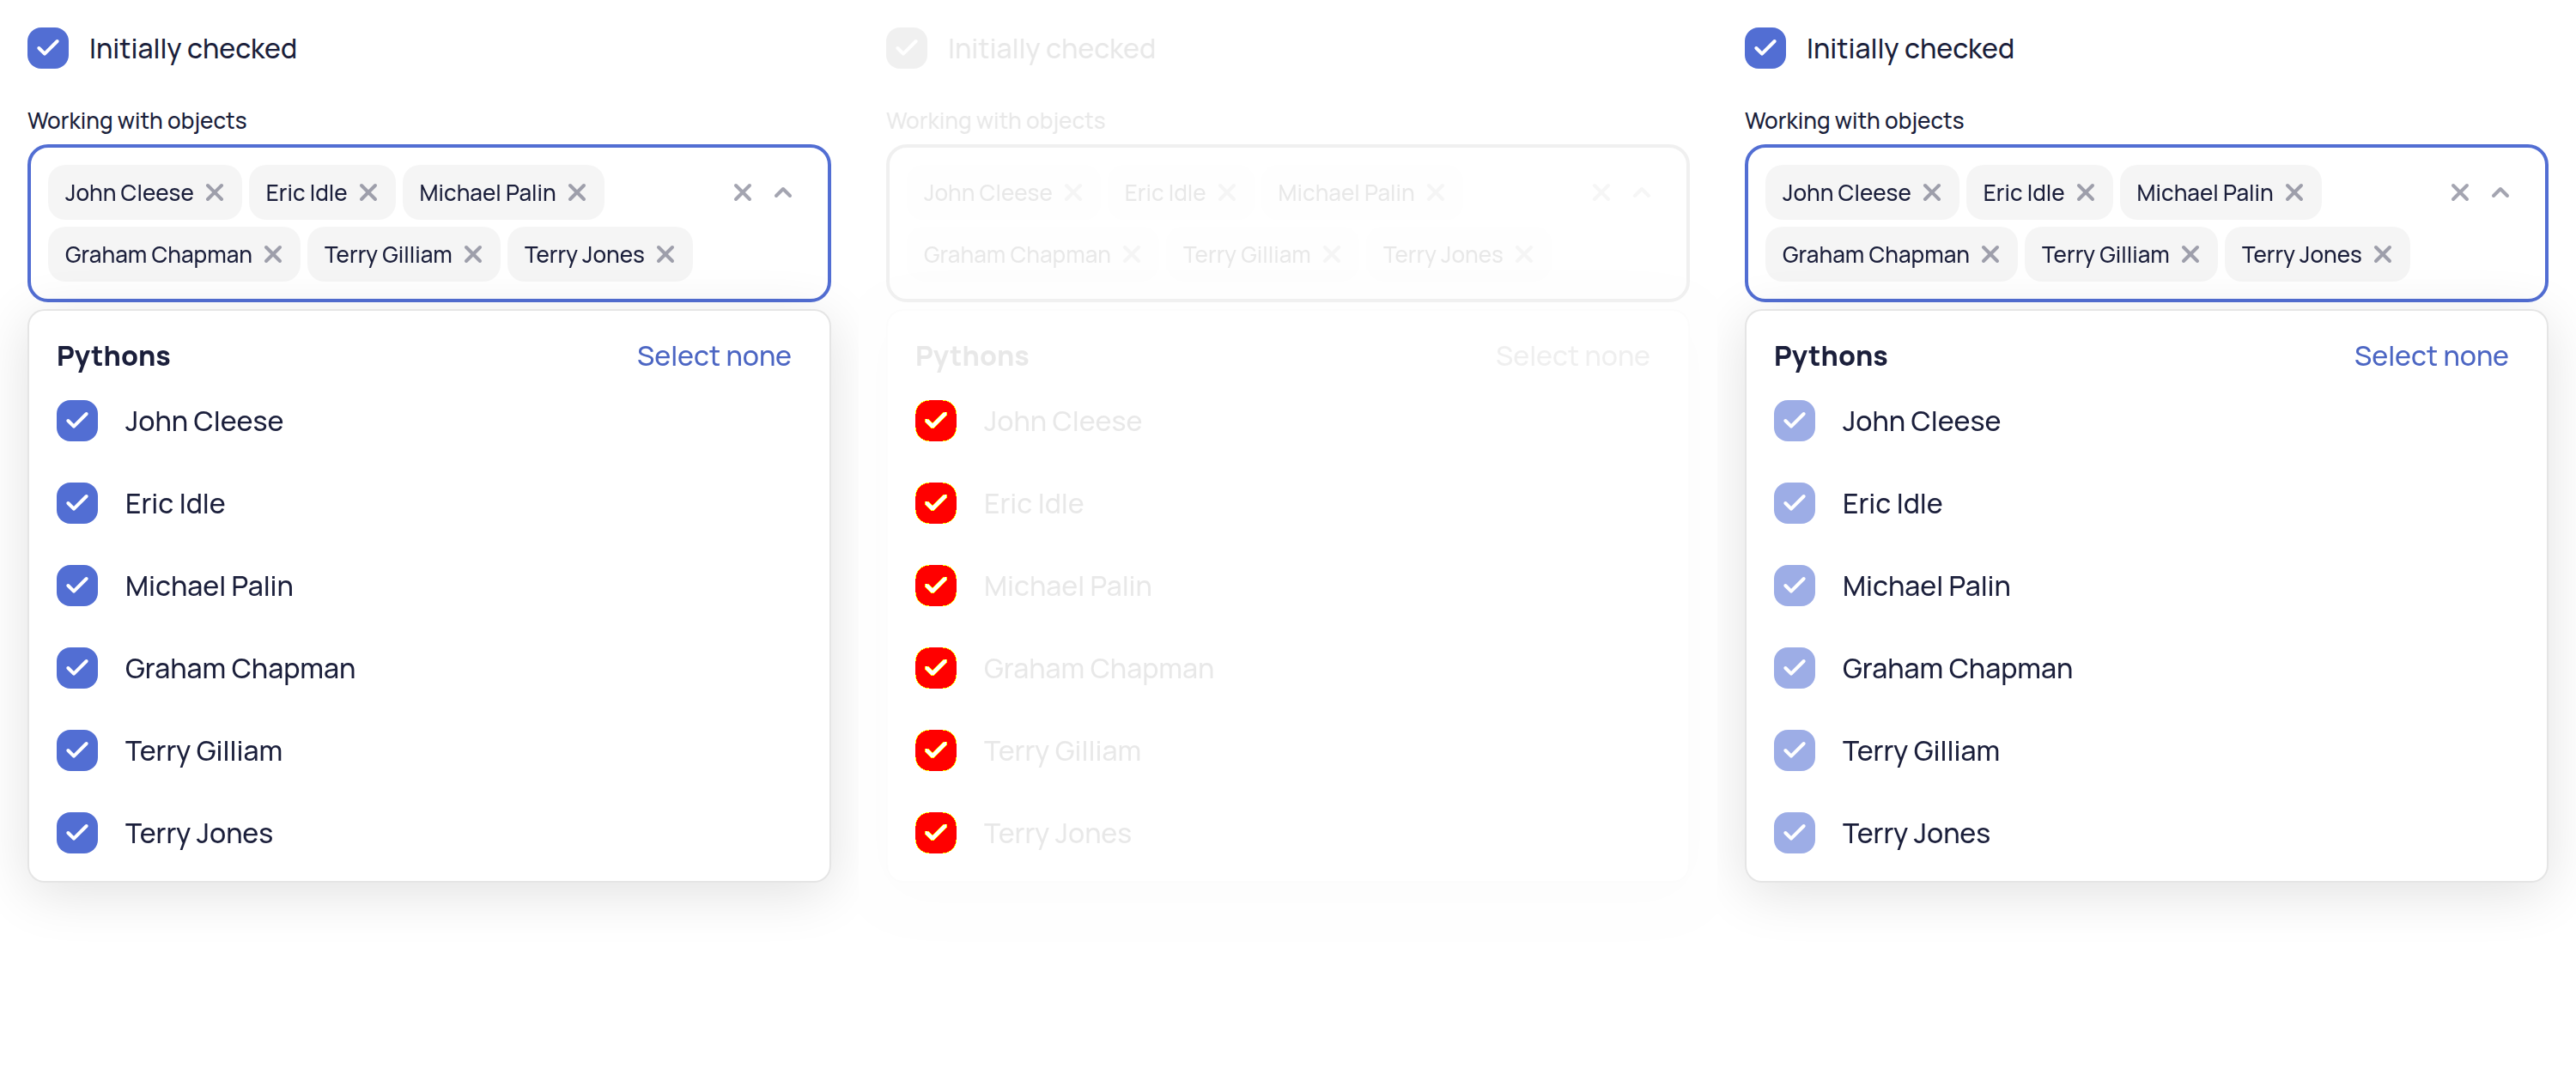 Initially checked
Working with objects
John Cleese Eric Idle Michael Palin
Graham Chapman Terry Gilliam Terry Jones
Pythons Select none
John Cleese
Eric Idle
Michael Palin
Graham Chapman
Terry Gilliam
Terry Jones
Initially checked
Working with objects
John Cleese Eric Idle Michael Palin
Graham Chapman Terry Gilliam Terry Jones
Pythons Select none
John Cleese
Eric Idle
Michael Palin
Graham Chapman
Terry Gilliam
Terry Jones
Initially checked
Working with objects
John Cleese Eric Idle Michael Palin
Graham Chapman Terry Gilliam Terry Jones
Pythons Select none
John Cleese
Eric Idle
Michael Palin
Graham Chapman
Terry Gilliam
Terry Jones